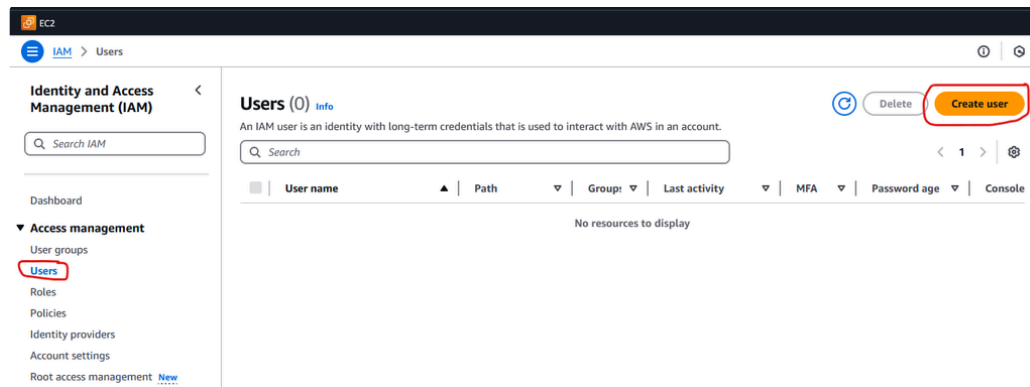 EC2
IAM > Users
Identity and Access
Management (IAM)
Search IAM
Dashboard
Access management
User groups
Users
Roles
Policies
Identity providers
Account settings
Root access management New
Users (0) Info
Delete
Create user
An IAM user is an identity with long-term credentials that is used to interact with AWS in an account.
Search
< 1 >
User name Path Group: Last activity MFA Password age Console
No resources to display